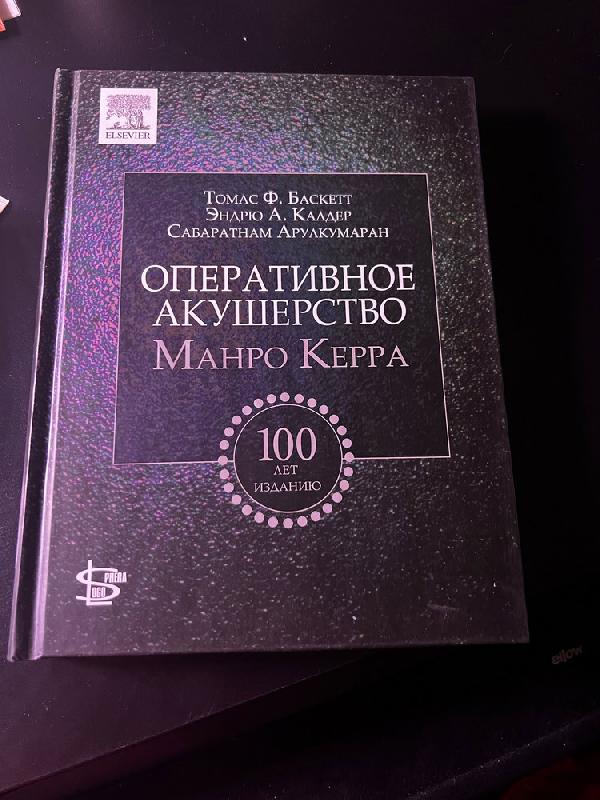 ELSEVIER
Томас Ф. Баскетт
Эндрю А. Калдер
Сабаратнам Арулкумаран
ОПЕРАТИВНОЕ
АКУШЕРСТВО
Манро Керра
100
ЛЕТ
ИЗДАНИЮ